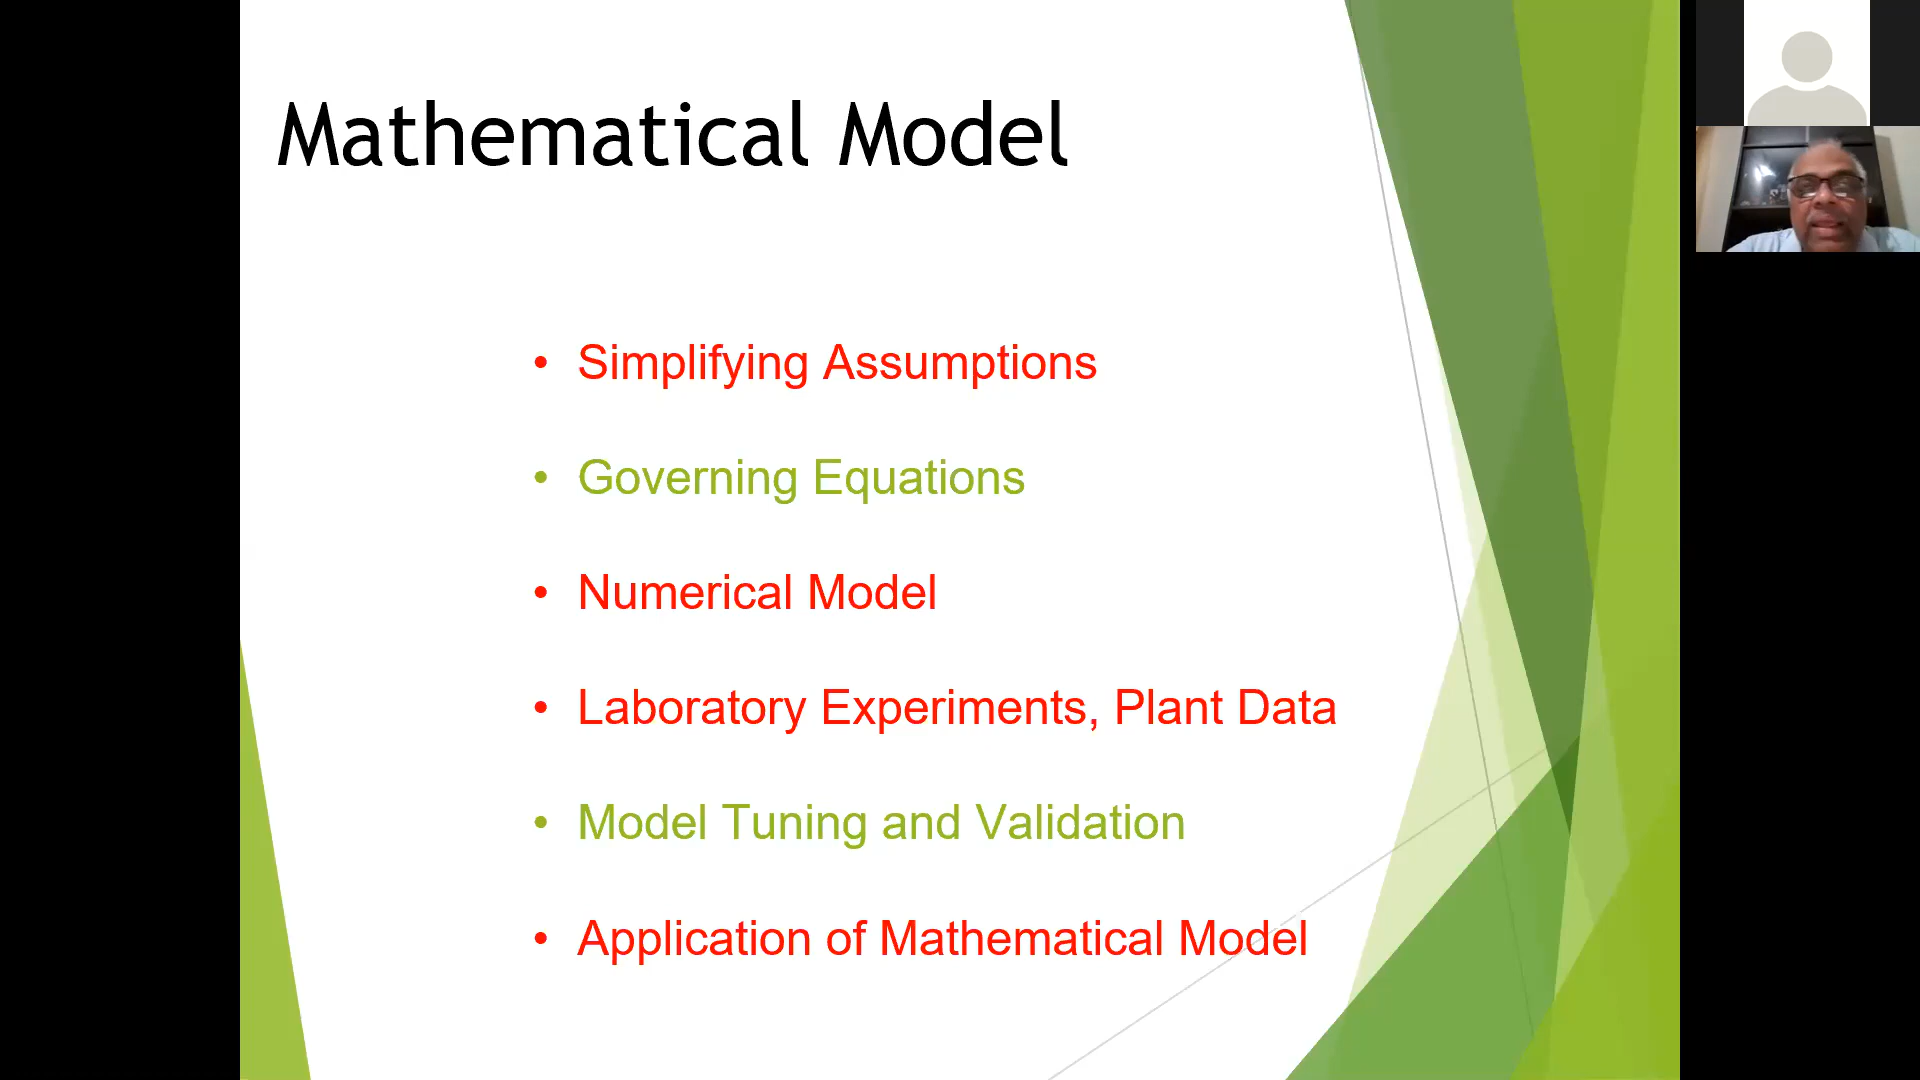 Mathematical Model
• Simplifying Assumptions
• Governing Equations
• Numerical Model
• Laboratory Experiments, Plant Data
• Model Tuning and Validation
• Application of Mathematical Model